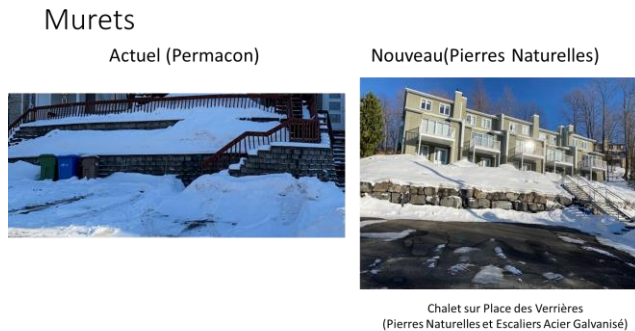 Murets
Actuel (Permacon)
Nouveau(Pierres Naturelles)
Chalet sur Place des Verrières
(Pierres Naturelles et Escaliers Acier Galvanisé)